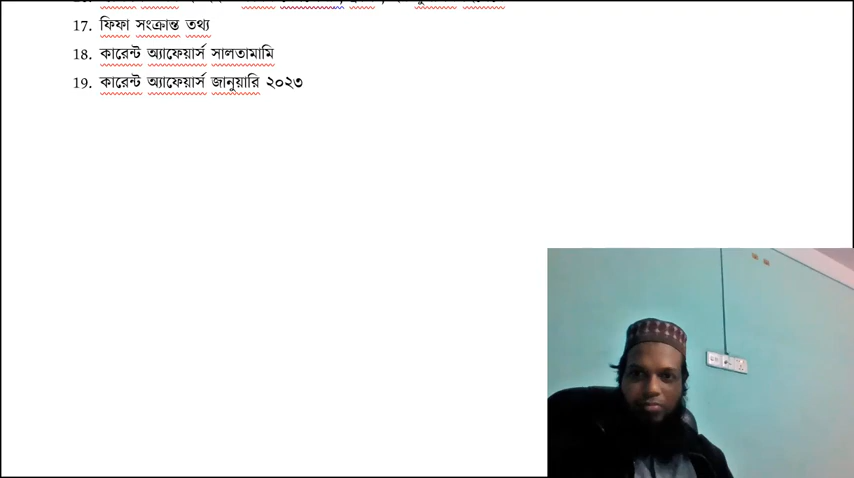 17. ফিফা সংক্রান্ত তথ্য
18. কারেন্ট অ্যাফেয়ার্স সালতামামি
19. কারেন্ট অ্যাফেয়ার্স জানুয়ারি ২০২৩